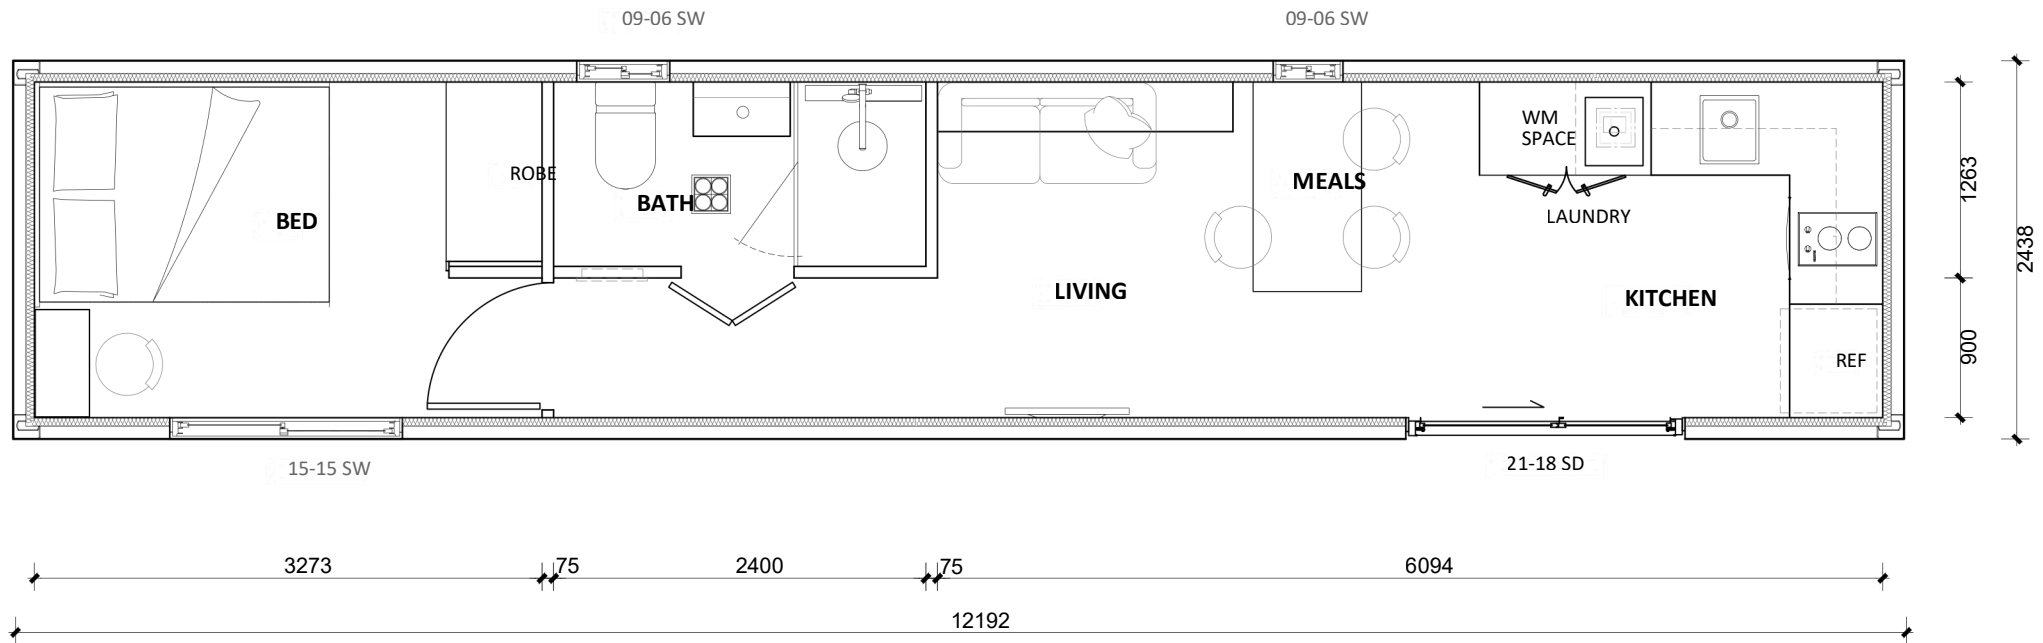 09-06 SW
09-06 SW
WM
SPACE
ROBE
BED
BATH
MEALS
LAUNDRY
LIVING
KITCHEN
REF
1263
2438
900
15-15 SW
21-18 SD
3273
75
2400
75
6094
12192